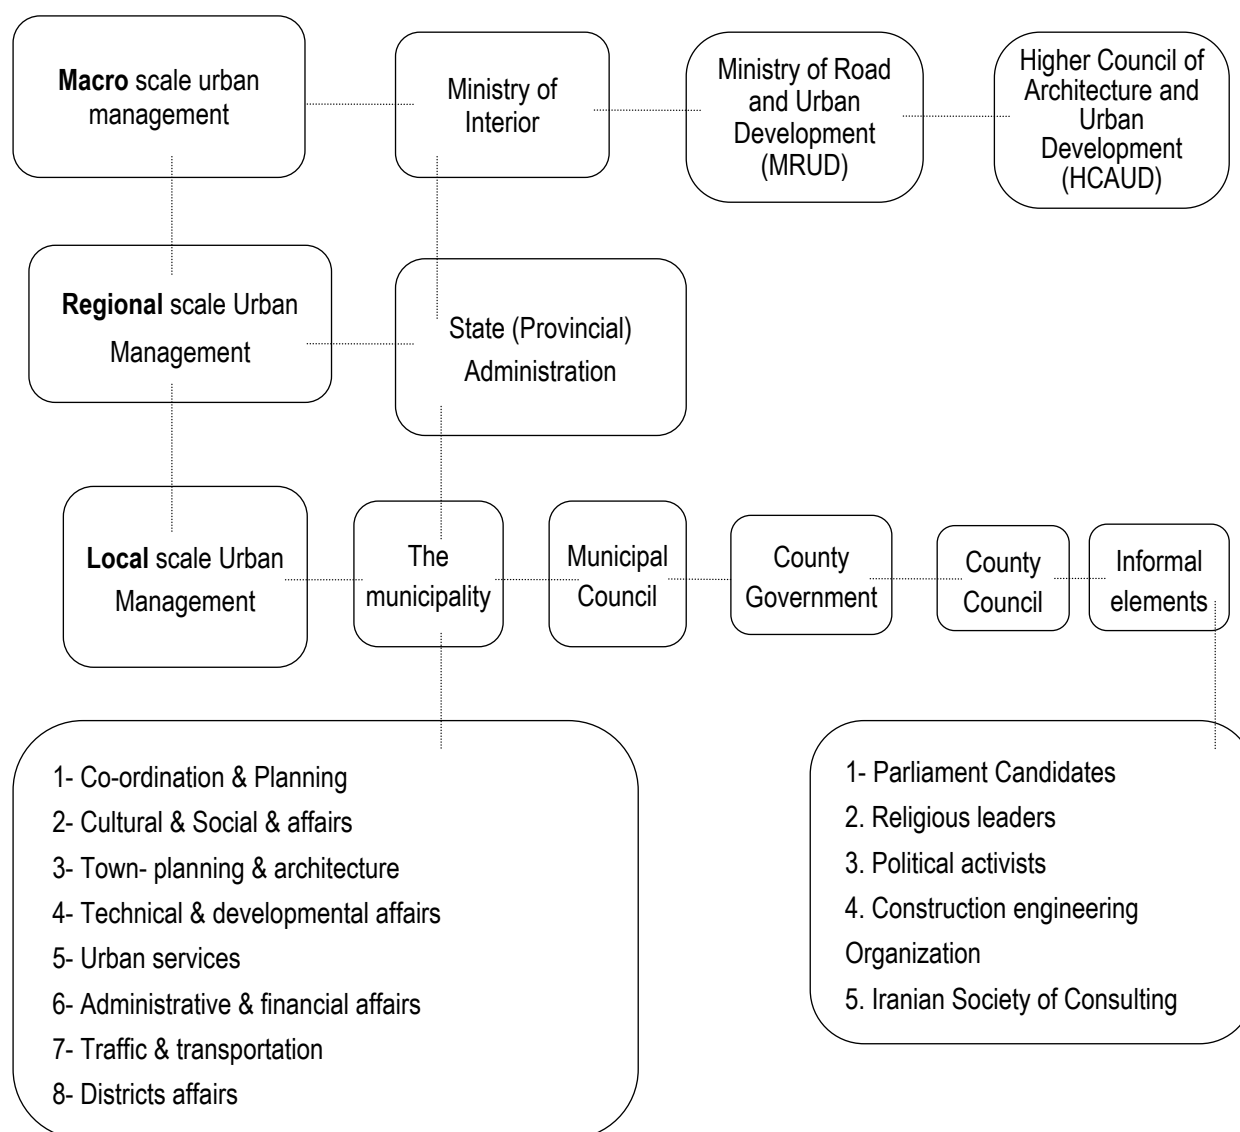 Macro scale urban
management
Ministry of
Interior
Ministry of Road
and Urban
Development
(MRUD)
Higher Council of
Architecture and
Urban
Development
(HCAUD)
Regional scale Urban
Management
State (Provincial)
Administration
Local scale Urban
Management
The
municipality
Municipal
Council
County
Government
County
Council
Informal
elements
1- Co-ordination & Planning
2- Cultural & Social & affairs
3- Town- planning & architecture
4- Technical & developmental affairs
5- Urban services
6- Administrative & financial affairs
7- Traffic & transportation
8- Districts affairs
1- Parliament Candidates
2. Religious leaders
3. Political activists
4. Construction engineering
Organization
5. Iranian Society of Consulting